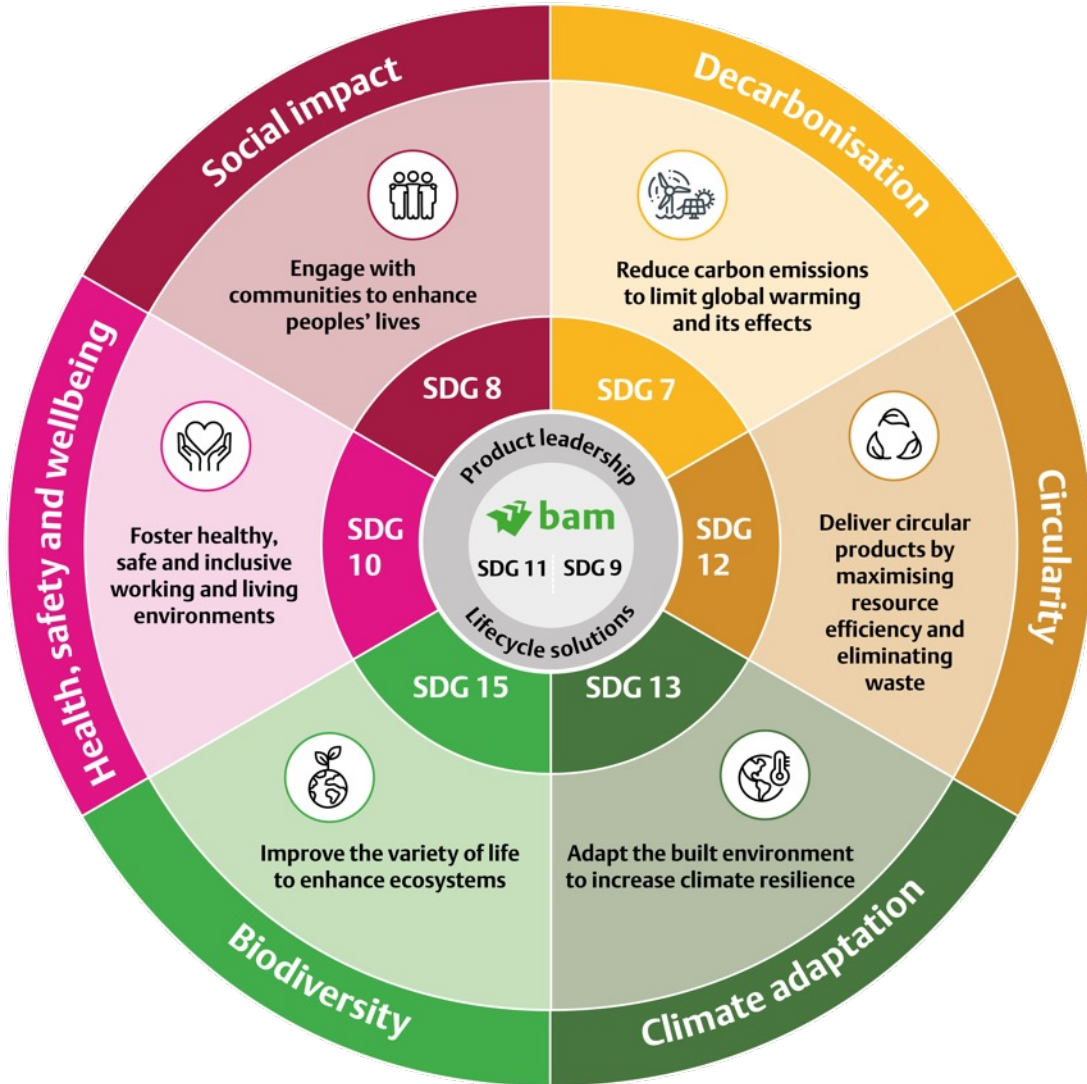 Social impact
Engage with
communities to enhance
peoples' lives
SDG 8
Decarbonisation
Reduce carbon emissions
to limit global warming
and its effects
SDG 7
Circularity
Deliver circular
products by
maximising
resource
efficiency and
eliminating
waste
SDG
12
Climate adaptation
Adapt the built environment
to increase climate resilience
SDG 13
Biodiversity
Improve the variety of life
to enhance ecosystems
SDG 15
Health, safety and wellbeing
Foster healthy,
safe and inclusive
working and living
environments
SDG
10
Product leadership
bam
SDG 11
SDG 9
Lifecycle solutions